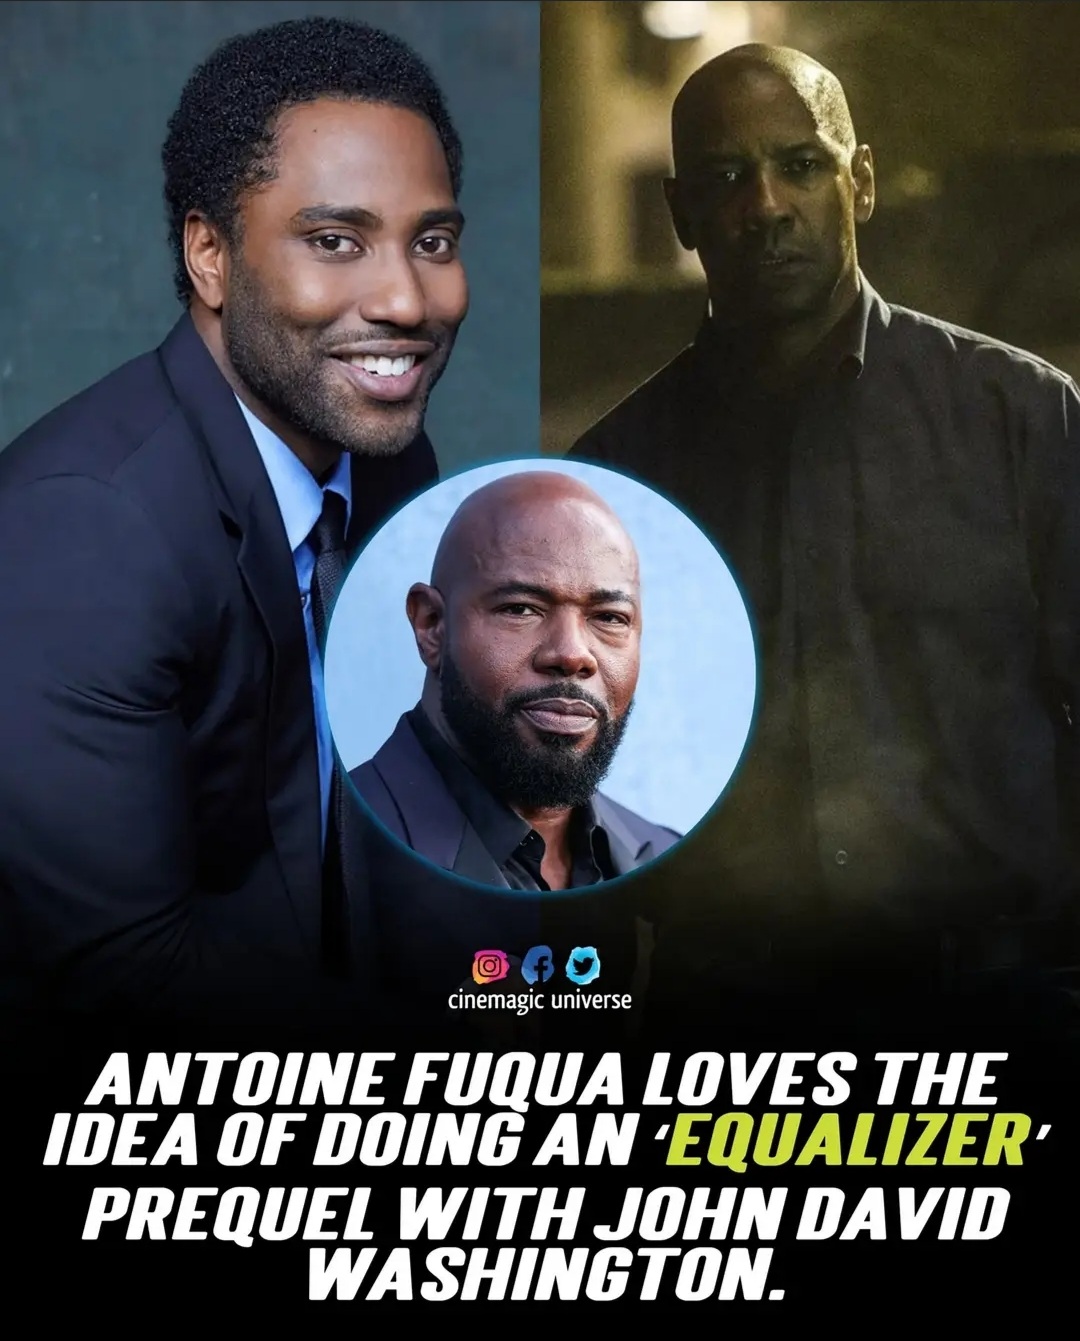 cinemagic universe
ANTOINE FUQUA LOVES THE
IDEA OF DOING AN ‘EQUALIZER’
PREQUEL WITH JOHN DAVID
WASHINGTON.